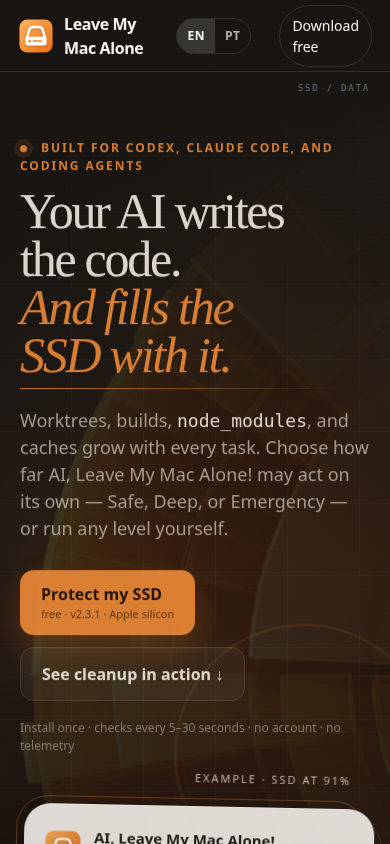 Leave My
Mac Alone
EN PT
Download
free
SSD / DATA
BUILT FOR CODEX, CLAUDE CODE, AND
CODING AGENTS
Your AI writes
the code.
And fills the
SSD with it.
Worktrees, builds, node_modules, and
caches grow with every task. Choose how
far AI, Leave My Mac Alone! may act on
its own — Safe, Deep, or Emergency —
or run any level yourself.
Protect my SSD
free · v2.3.1 · Apple silicon
See cleanup in action ↓
Install once · checks every 5–30 seconds · no account · no
telemetry
EXAMPLE · SSD AT 91%
AI, Leave My Mac Alone!